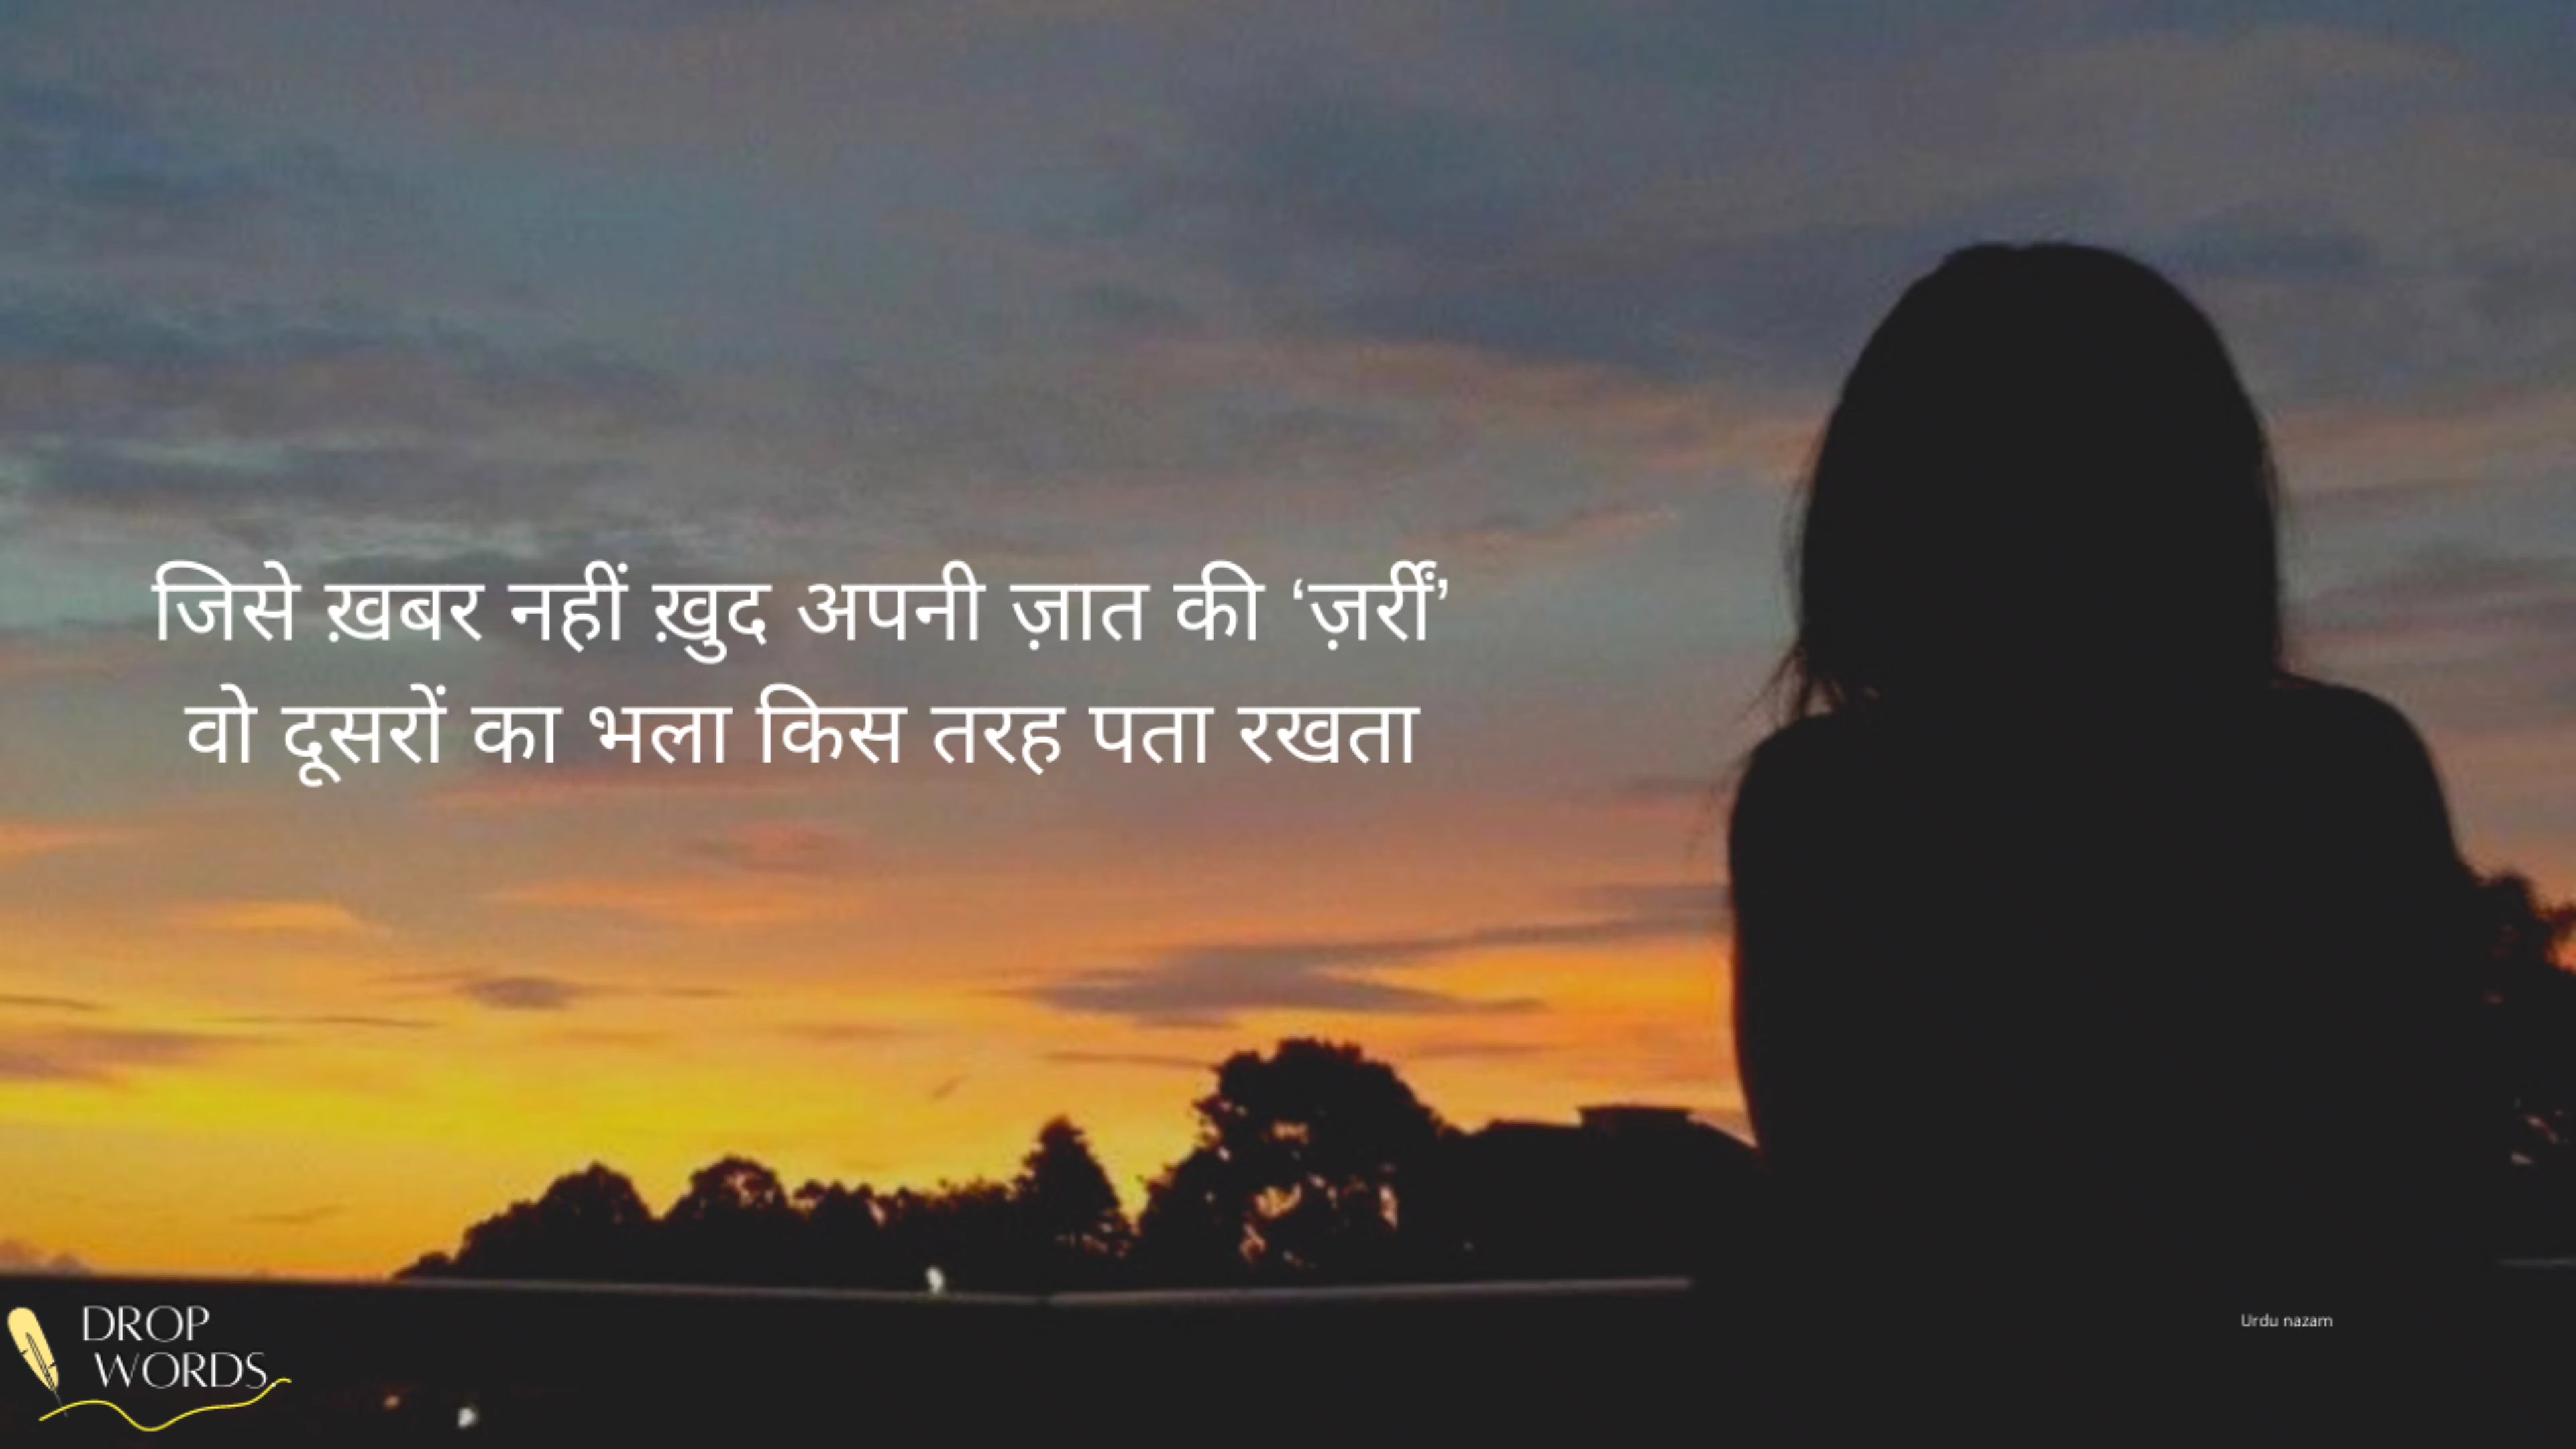 जिसे ख़बर नहीं ख़ुद अपनी ज़ात की ‘ज़र्रीं’
वो दूसरों का भला किस तरह पता रखता
DROP
WORDS
Urdu nazam